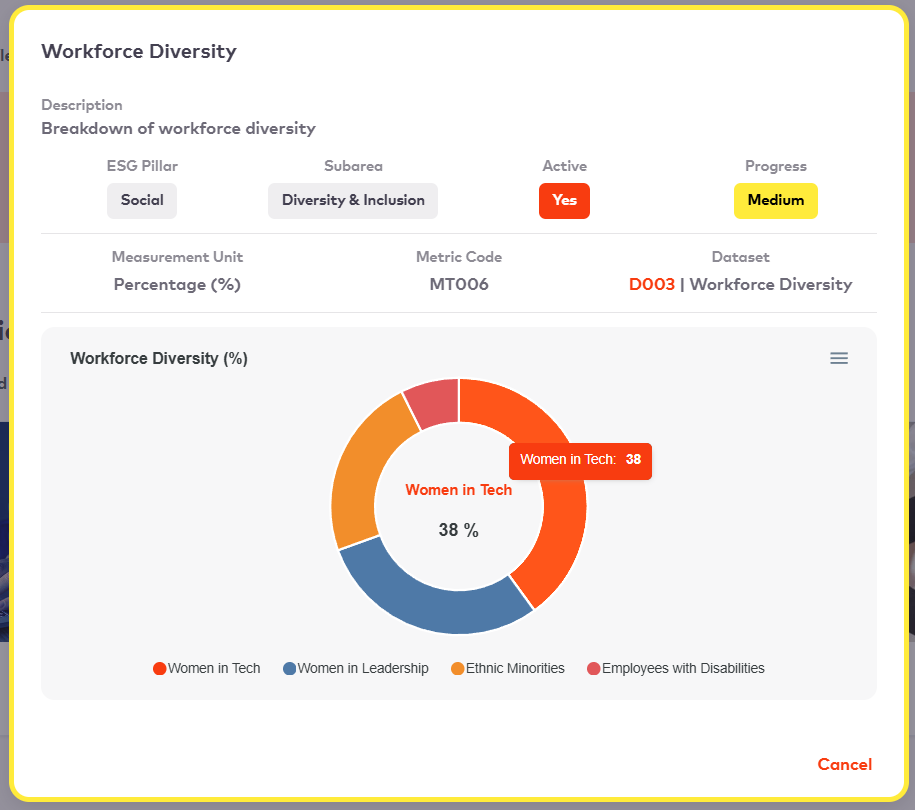 Workforce Diversity
Description
Breakdown of workforce diversity
ESG Pillar Subarea Active Progress
Social Diversity & Inclusion Yes Medium
Measurement Unit Metric Code Dataset
Percentage (%) MT006 D003 | Workforce Diversity
Workforce Diversity (%)
Women in Tech: 38
Women in Tech
38 %
Women in Tech Women in Leadership Ethnic Minorities Employees with Disabilities
Cancel